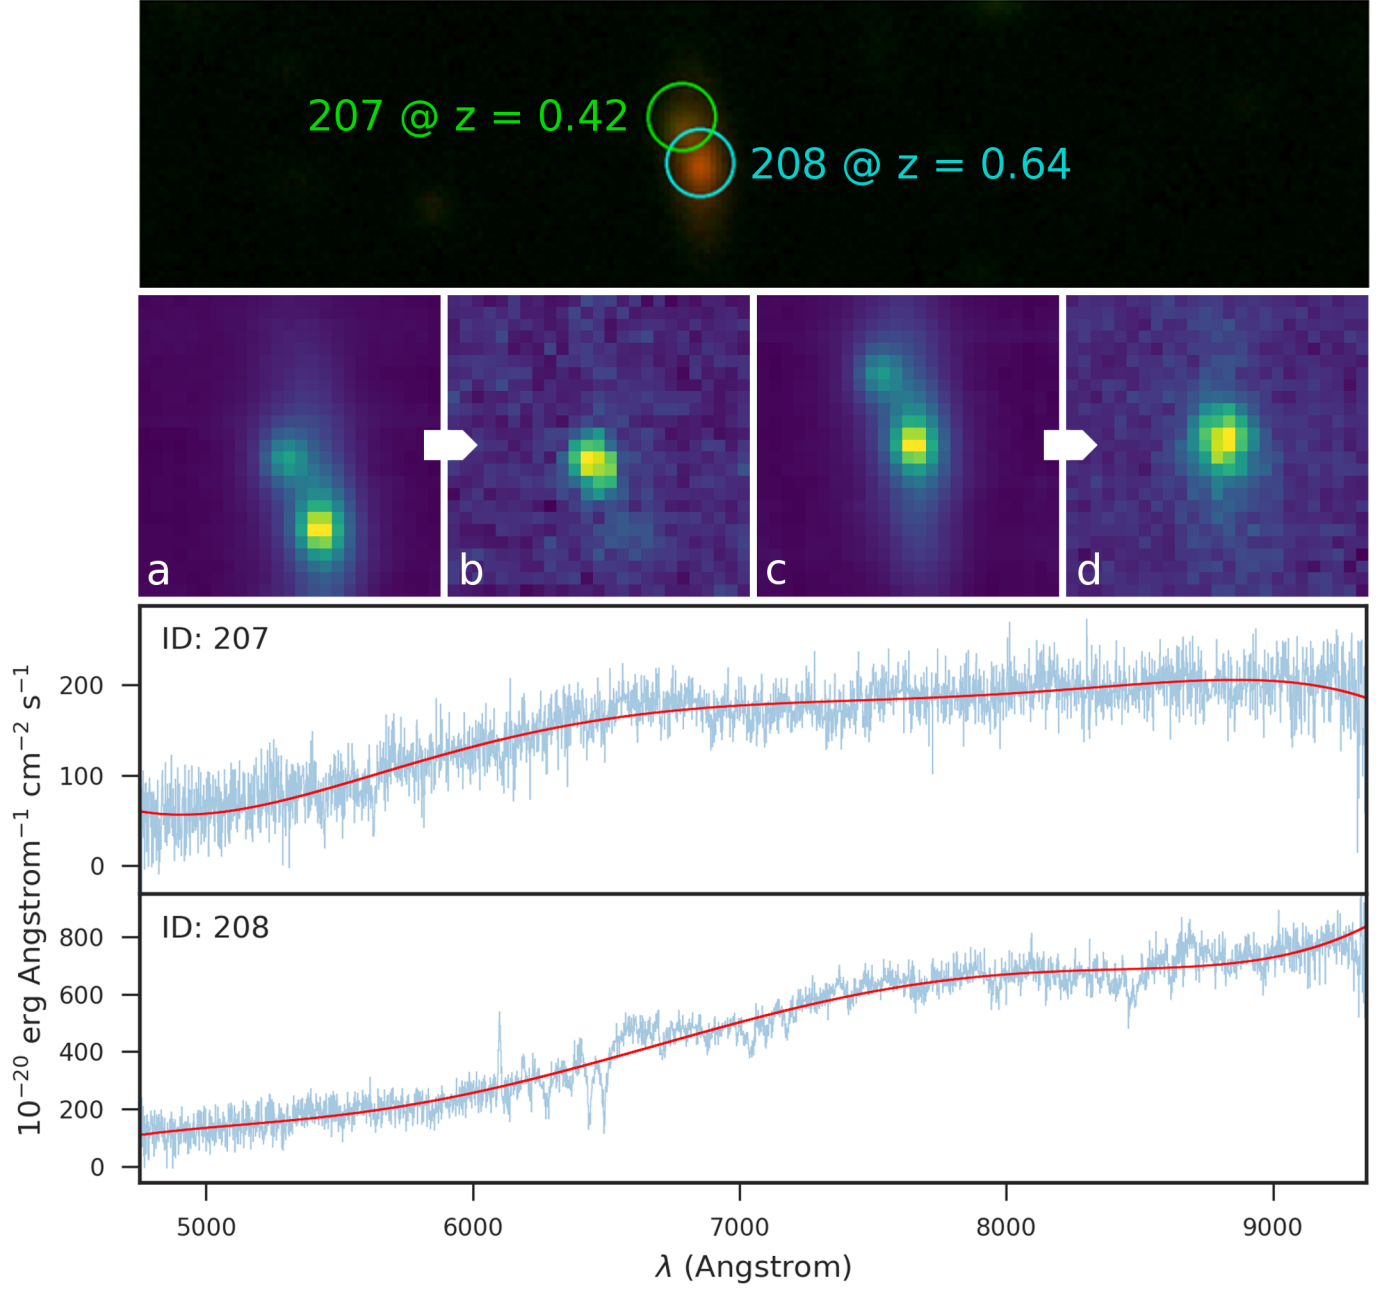 207 @ z = 0.42
208 @ z = 0.64
a
b
c
d
ID: 207
200
100
0
ID: 208
800
600
400
200
0
10⁻²⁰ erg Angstrom⁻¹ cm⁻² s⁻¹
5000 6000 7000 8000 9000
λ (Angstrom)